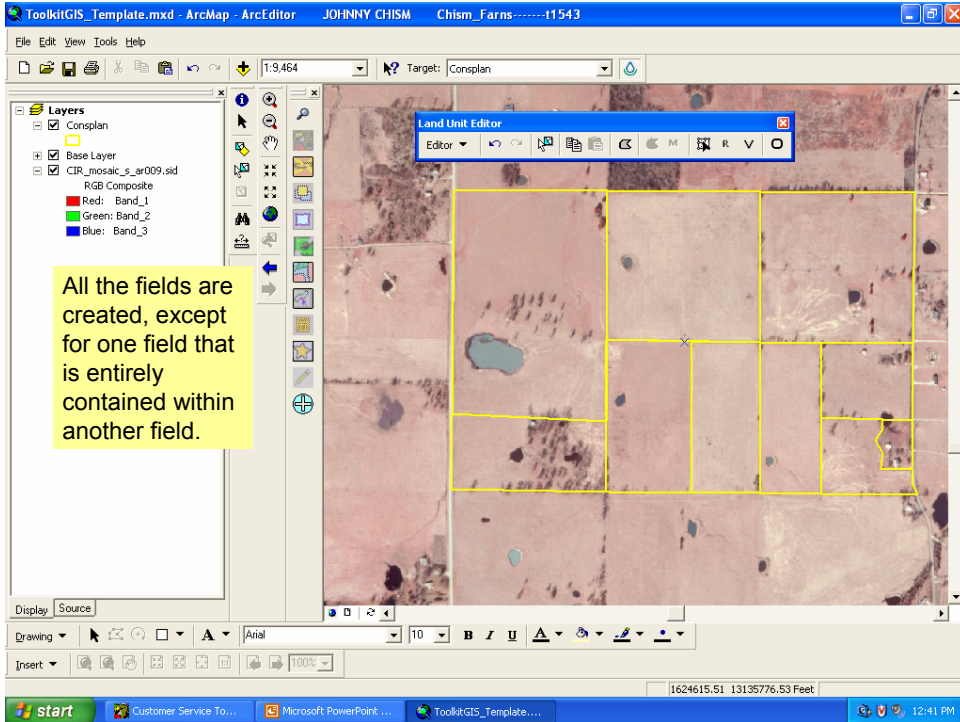 ToolkitGIS_Template.mxd - ArcMap - ArcEditor JOHNNY CHISM Chism_Farns-------t1543
File Edit View Tools Help
1:9,464 Target: Consplan
Layers
Consplan
Base Layer
CIR_mosaic_s_ar009.sid
RGB Composite
Red: Band_1
Green: Band_2
Blue: Band_3
Land Unit Editor
Editor M R V O
All the fields are
created, except
for one field that
is entirely
contained within
another field.
Display Source
Drawing A Arial 10 B I U A
Insert 100%
1624615.51 13135776.53 Feet
start Customer Service To... Microsoft PowerPoint ... ToolkitGIS_Template.... 12:41 PM